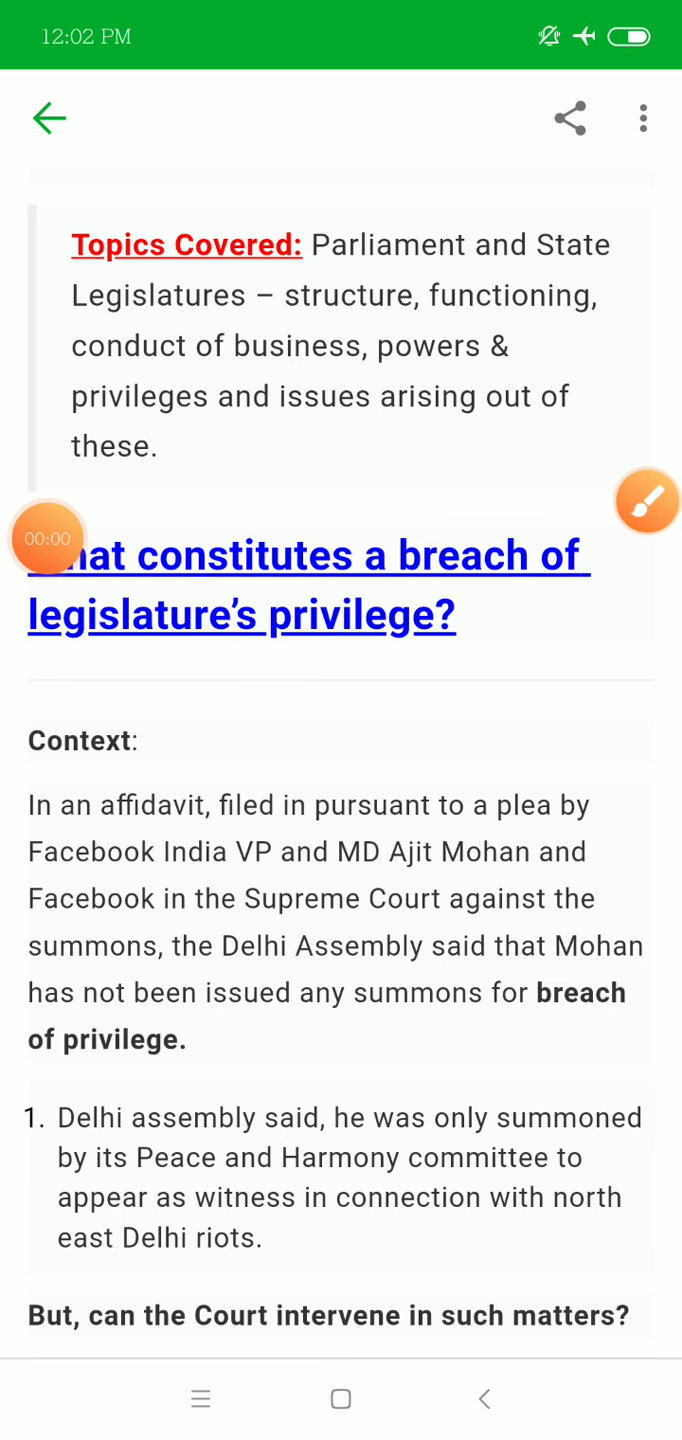 12:02 PM
Topics Covered: Parliament and State
Legislatures – structure, functioning,
conduct of business, powers &
privileges and issues arising out of
these.
00:00
hat constitutes a breach of
legislature’s privilege?
Context:
In an affidavit, filed in pursuant to a plea by
Facebook India VP and MD Ajit Mohan and
Facebook in the Supreme Court against the
summons, the Delhi Assembly said that Mohan
has not been issued any summons for breach
of privilege.
1. Delhi assembly said, he was only summoned
by its Peace and Harmony committee to
appear as witness in connection with north
east Delhi riots.
But, can the Court intervene in such matters?